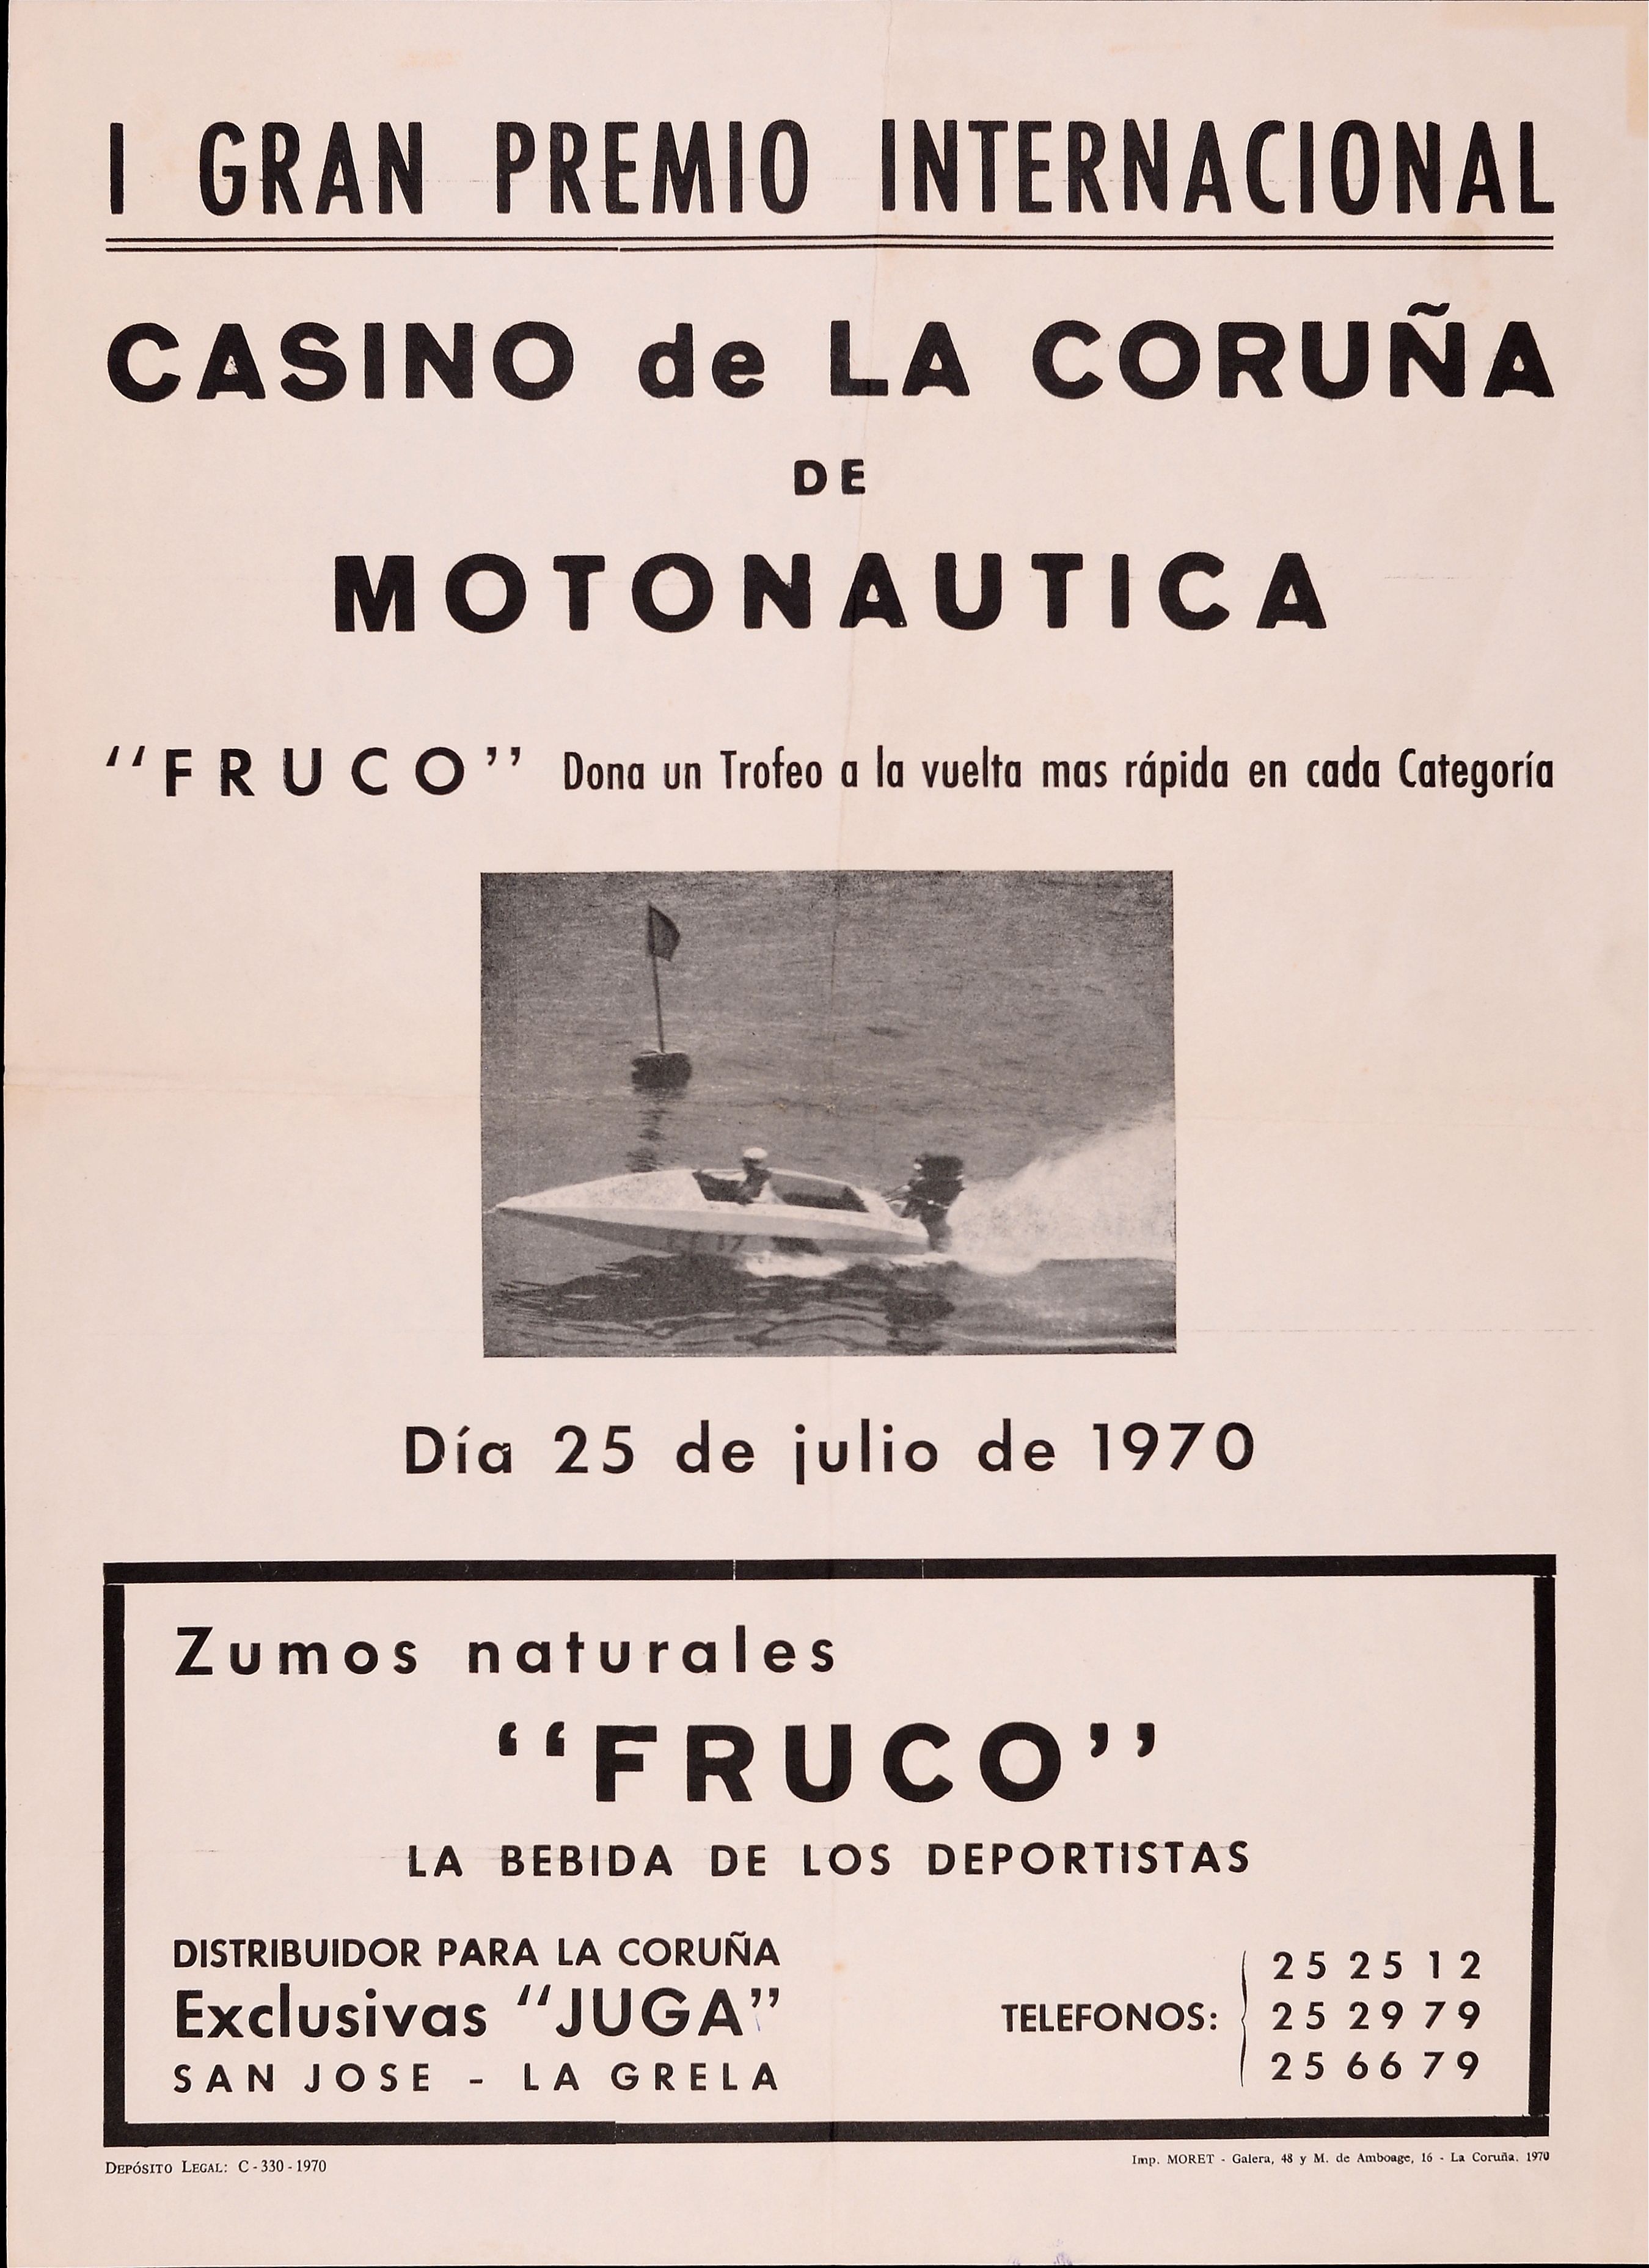 I GRAN PREMIO INTERNACIONAL
CASINO de LA CORUÑA
DE
MOTONAUTICA
“FRUCO” Dona un Trofeo a la vuelta mas rápida en cada Categoría
Día 25 de julio de 1970
Zumos naturales
“FRUCO”
LA BEBIDA DE LOS DEPORTISTAS
DISTRIBUIDOR PARA LA CORUÑA
Exclusivas “JUGA”
SAN JOSE - LA GRELA
TELEFONOS:
25 25 12
25 29 79
25 66 79
DEPÓSITO LEGAL: C-330-1970
Imp. MORET - Galera, 48 y M. de Amboage, 16 - La Coruña. 1970